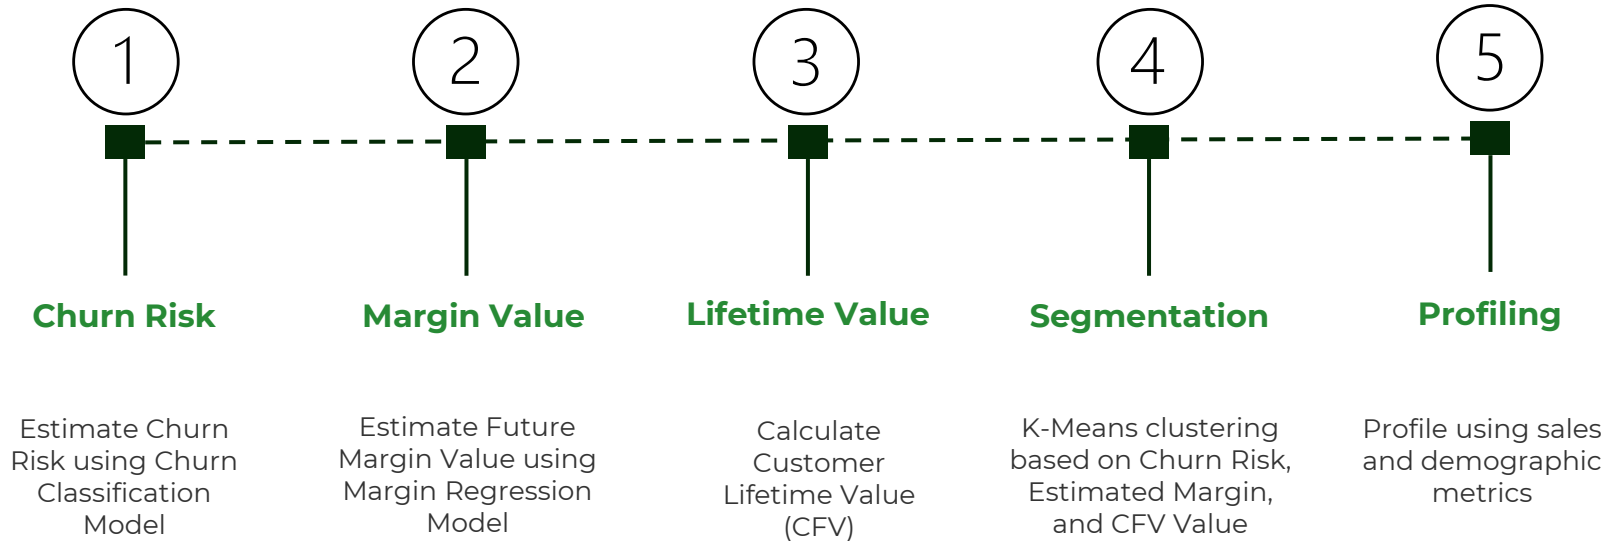 1
2
3
4
5
Churn Risk
Margin Value
Lifetime Value
Segmentation
Profiling
Estimate Churn
Risk using Churn
Classification
Model
Estimate Future
Margin Value using
Margin Regression
Model
Calculate
Customer
Lifetime Value
(CFV)
K-Means clustering
based on Churn Risk,
Estimated Margin,
and CFV Value
Profile using sales
and demographic
metrics